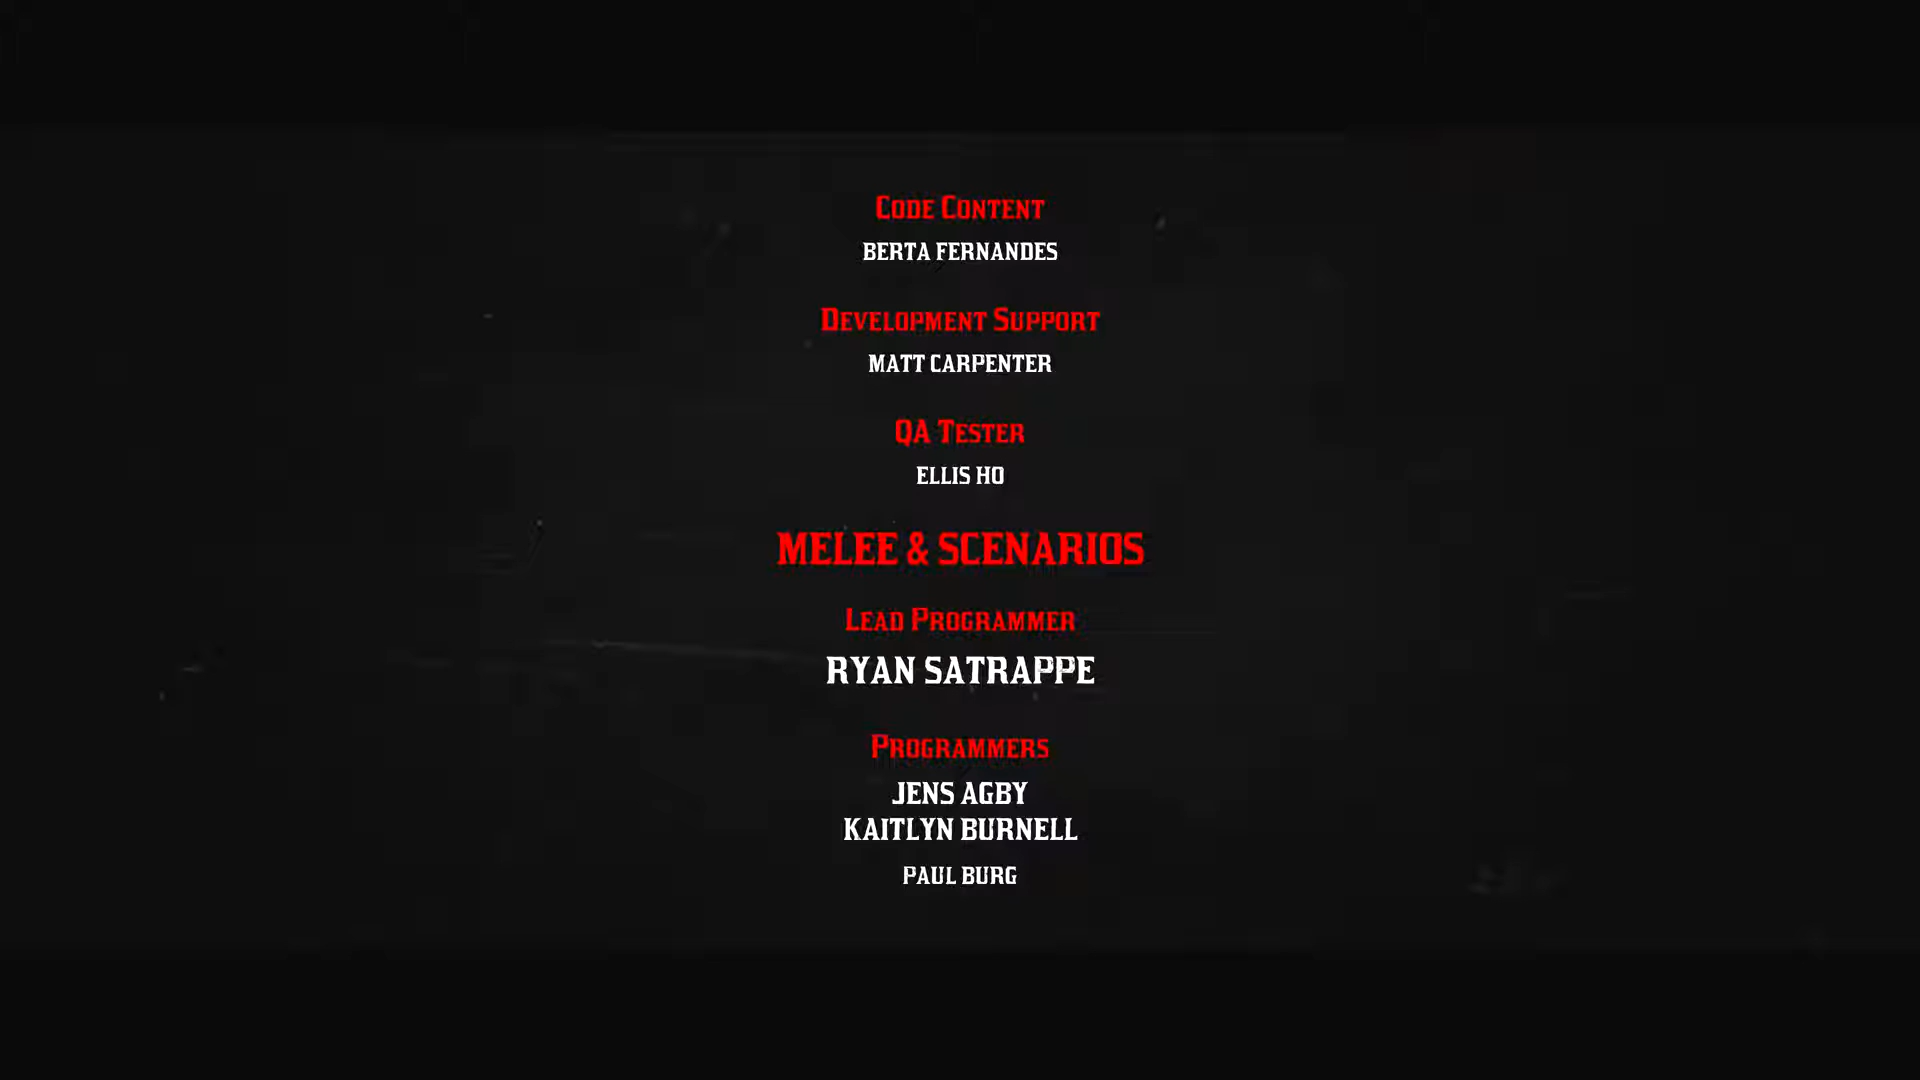 Code Content
BERTA FERNANDES
Development Support
MATT CARPENTER
QA Tester
ELLIS HO
MELEE & SCENARIOS
Lead Programmer
RYAN SATRAPPE
Programmers
JENS AGBY
KAITLYN BURNELL
PAUL BURG